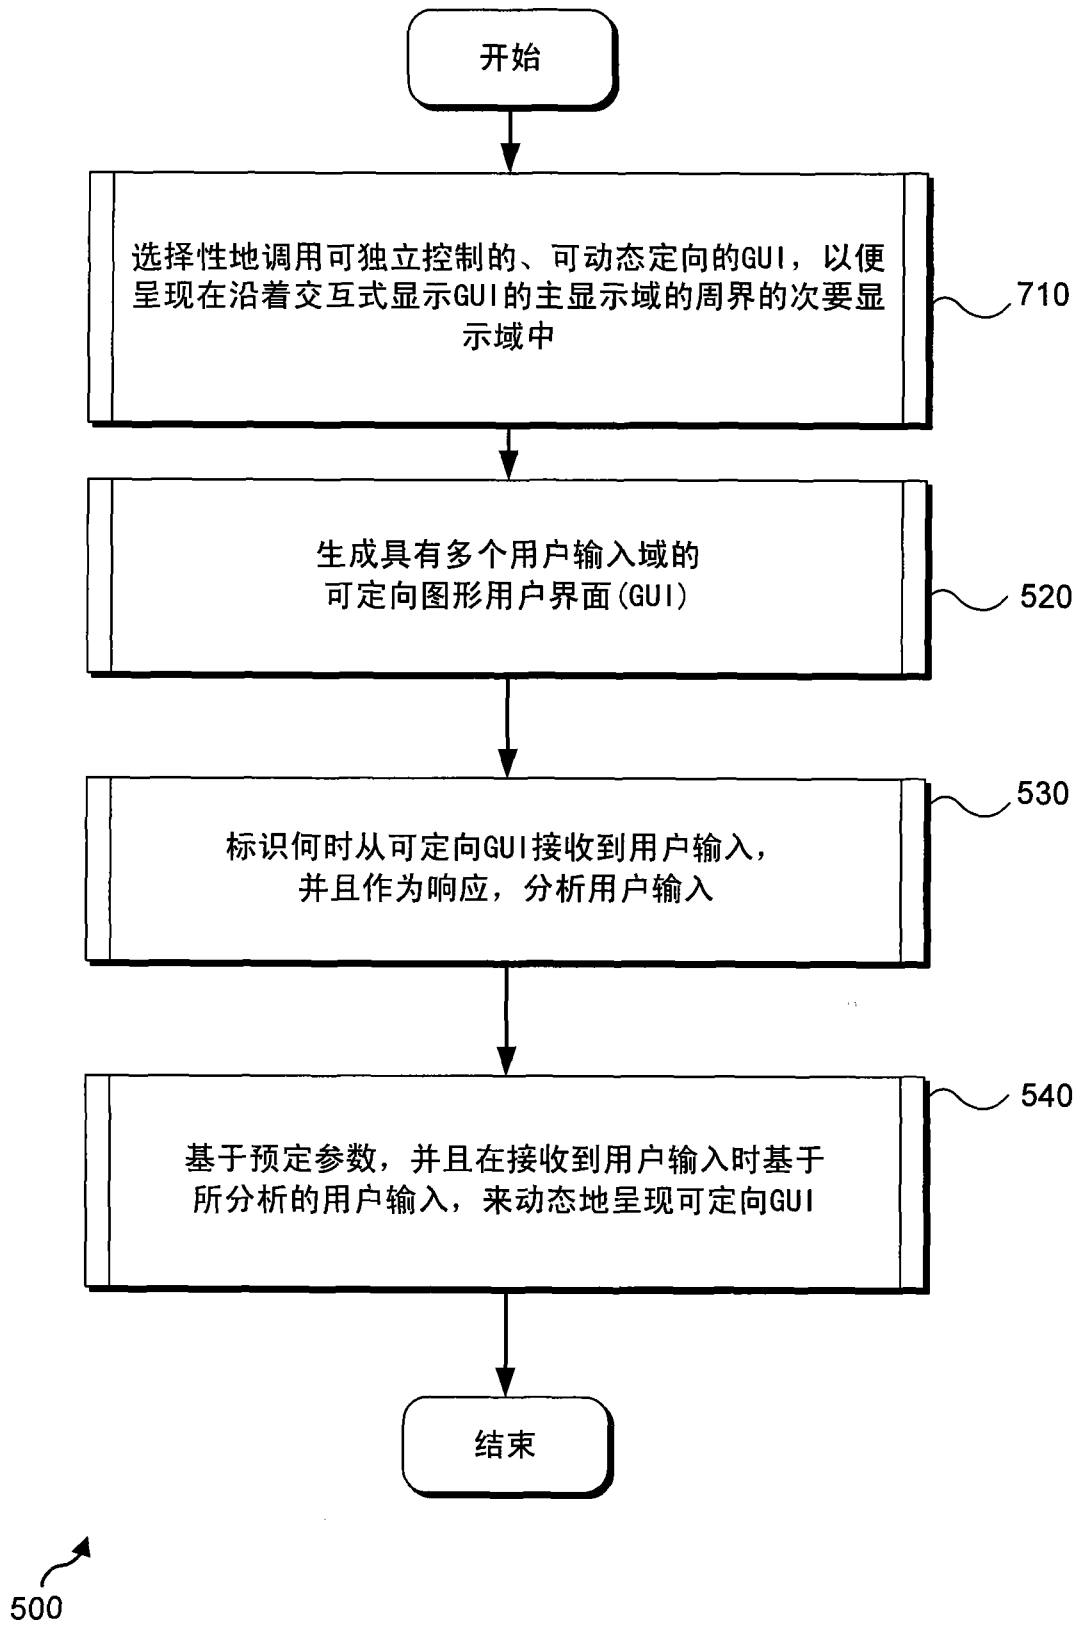 开始
选择性地调用可独立控制的、可动态定向的GUI，以便
呈现在沿着交互式显示GUI的主显示域的周界的次要显
示域中
710
生成具有多个用户输入域的
可定向图形用户界面(GUI)
520
530
标识何时从可定向GUI接收到用户输入，
并且作为响应，分析用户输入
540
基于预定参数，并且在接收到用户输入时基于
所分析的用户输入，来动态地呈现可定向GUI
结束
500